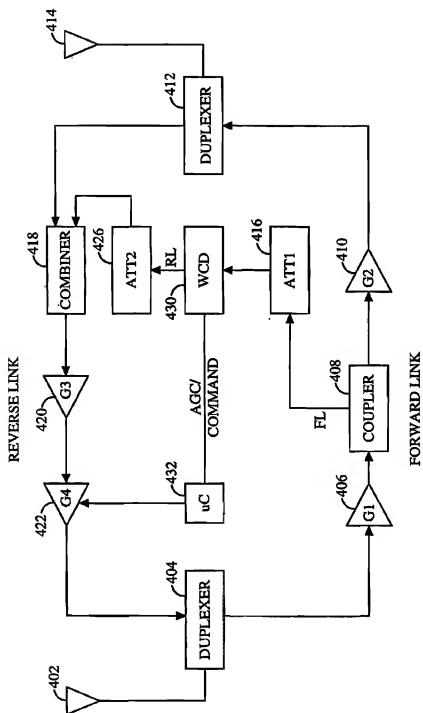 REVERSE LINK
402
404
DUPLEXER
422
G4
420
G3
418
COMBINER
414
412
DUPLEXER
432
uC
AGC/
COMMAND
426
ATT2
RL
430
WCD
416
ATT1
FL
406
G1
408
COUPLER
410
G2
FORWARD LINK